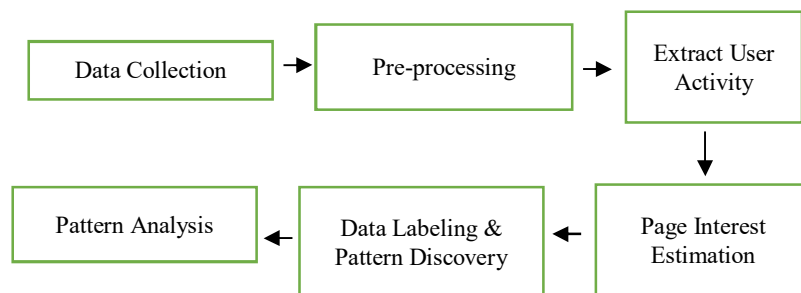 Data Collection
Pre-processing
Extract User
Activity
Page Interest
Estimation
Data Labeling &
Pattern Discovery
Pattern Analysis